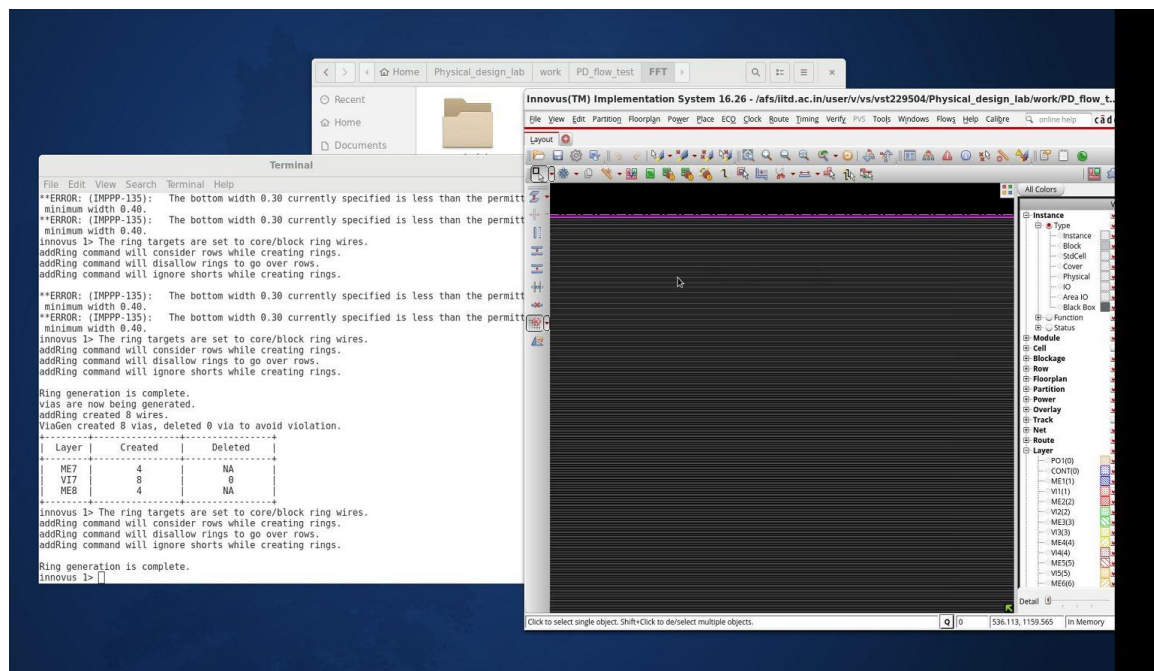 Home Physical_design_lab work PD_flow_test FFT
Recent
Home
Documents
Innovus(TM) Implementation System 16.26 - /afs/iitd.ac.in/user/v/vs/vst229504/Physical_design_lab/work/PD_flow_t...
File View Edit Partition Floorplan Power Place ECO Clock Route Timing Verify PVS Tools Windows Flows Help Calibre online help cād
Layout
All Colors
V
Instance
Type
Instance
Block
StdCell
Cover
Physical
IO
Area IO
Black Box
Function
Status
Module
Cell
Blockage
Row
Floorplan
Partition
Power
Overlay
Track
Net
Route
Layer
PO1(0)
CONT(0)
ME1(1)
VI1(1)
ME2(2)
VI2(2)
ME3(3)
VI3(3)
ME4(4)
VI4(4)
ME5(5)
VI5(5)
ME6(6)
Detail
Click to select single object. Shift+Click to de/select multiple objects.
Q 0 536.113, 1159.565 In Memory
Terminal
File Edit View Search Terminal Help
**ERROR: (IMPPP-135): The bottom width 0.30 currently specified is less than the permitt
minimum width 0.40.
**ERROR: (IMPPP-135): The bottom width 0.30 currently specified is less than the permitt
minimum width 0.40.
innovus 1> The ring targets are set to core/block ring wires.
addRing command will consider rows while creating rings.
addRing command will disallow rings to go over rows.
addRing command will ignore shorts while creating rings.
**ERROR: (IMPPP-135): The bottom width 0.30 currently specified is less than the permitt
minimum width 0.40.
**ERROR: (IMPPP-135): The bottom width 0.30 currently specified is less than the permitt
minimum width 0.40.
innovus 1> The ring targets are set to core/block ring wires.
addRing command will consider rows while creating rings.
addRing command will disallow rings to go over rows.
addRing command will ignore shorts while creating rings.
Ring generation is complete.
vias are now being generated.
addRing created 8 wires.
ViaGen created 8 vias, deleted 0 via to avoid violation.
+--------+----------------+----------------+
| Layer | Created | Deleted |
+--------+----------------+----------------+
| ME7 | 4 | NA |
| VI7 | 8 | 0 |
| ME8 | 4 | NA |
+--------+----------------+----------------+
innovus 1> The ring targets are set to core/block ring wires.
addRing command will consider rows while creating rings.
addRing command will disallow rings to go over rows.
addRing command will ignore shorts while creating rings.
Ring generation is complete.
innovus 1>